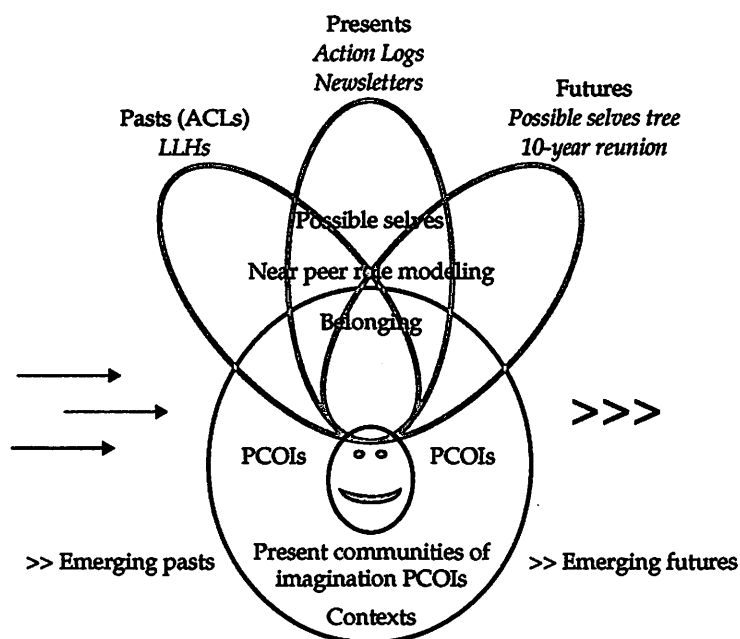 Presents
Action Logs
Newsletters
Pasts (ACLs)
LLHs
Futures
Possible selves tree
10-year reunion
Possible selves
Near peer role modeling
Belonging
>>>
PCOIs
PCOIs
>> Emerging pasts
Present communities of
imagination PCOIs
>> Emerging futures
Contexts